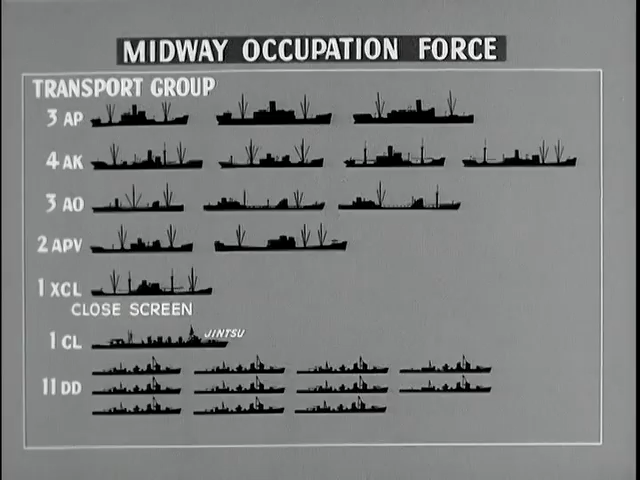 MIDWAY OCCUPATION FORCE
TRANSPORT GROUP
3 AP
4 AK
3 AO
2 APV
1 XCL
CLOSE SCREEN
1 CL JINTSU
11 DD